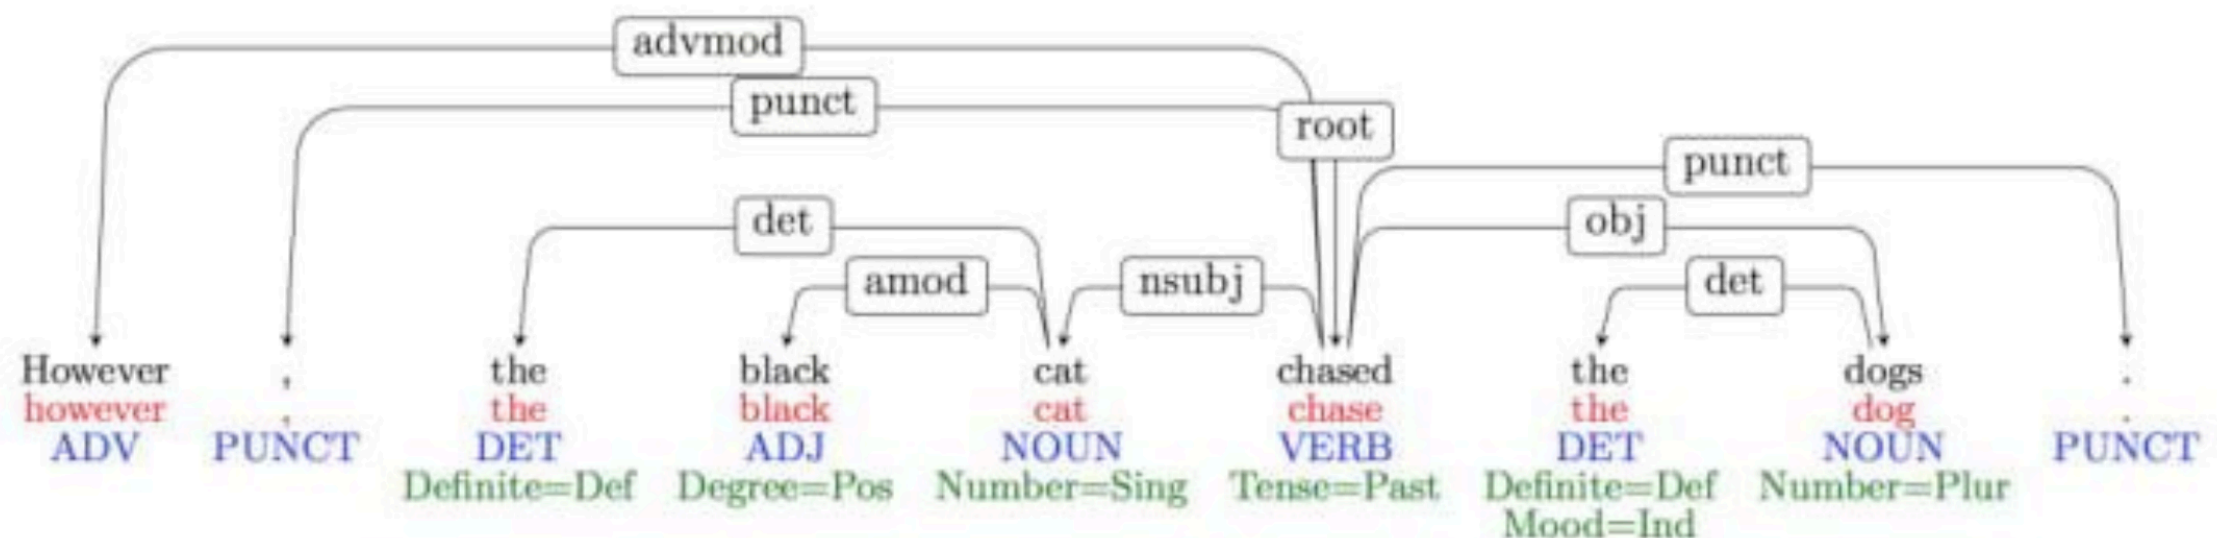 advmod
punct
root
punct
det
obj
amod
nsubj
det
However , the black cat chased the dogs .
however , the black cat chase the dog .
ADV PUNCT DET ADJ NOUN VERB DET NOUN PUNCT
Definite=Def Degree=Pos Number=Sing Tense=Past Definite=Def Number=Plur
Mood=Ind